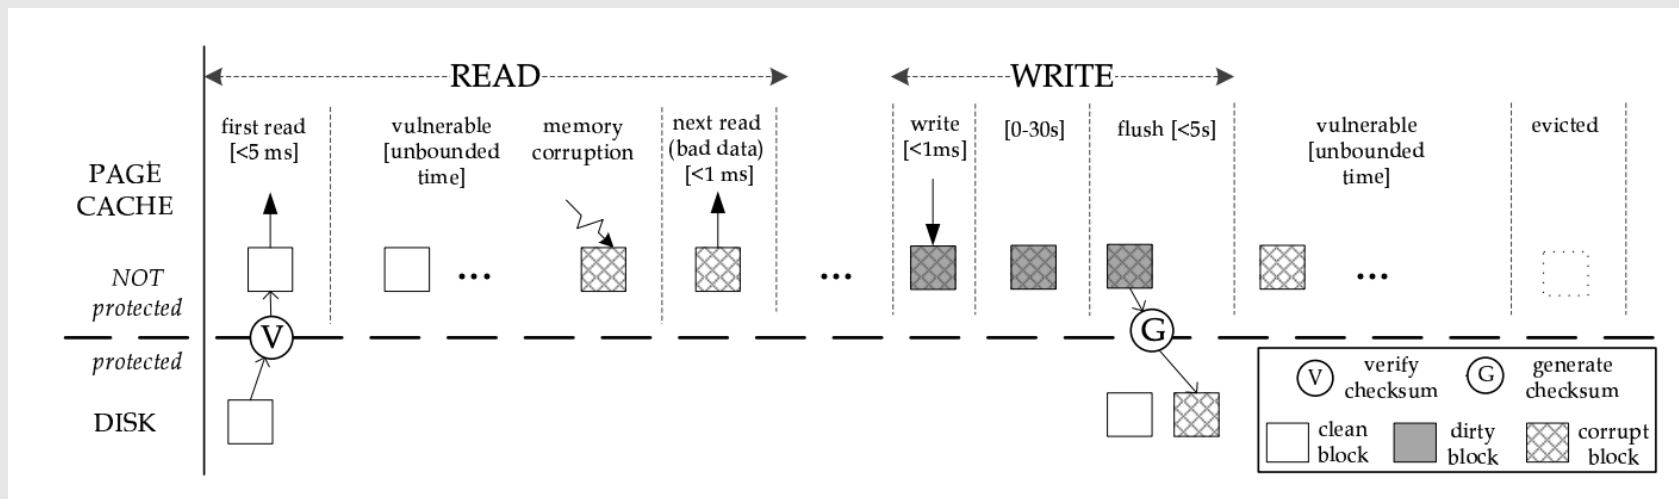 READ
WRITE
first read
[<5 ms]
vulnerable
[unbounded
time]
memory
corruption
next read
(bad data)
[<1 ms]
write
[<1ms]
[0-30s]
flush [<5s]
vulnerable
[unbounded
time]
evicted
PAGE
CACHE
NOT
protected
...
...
...
V
G
protected
DISK
V
verify
checksum
G
generate
checksum
clean
block
dirty
block
corrupt
block